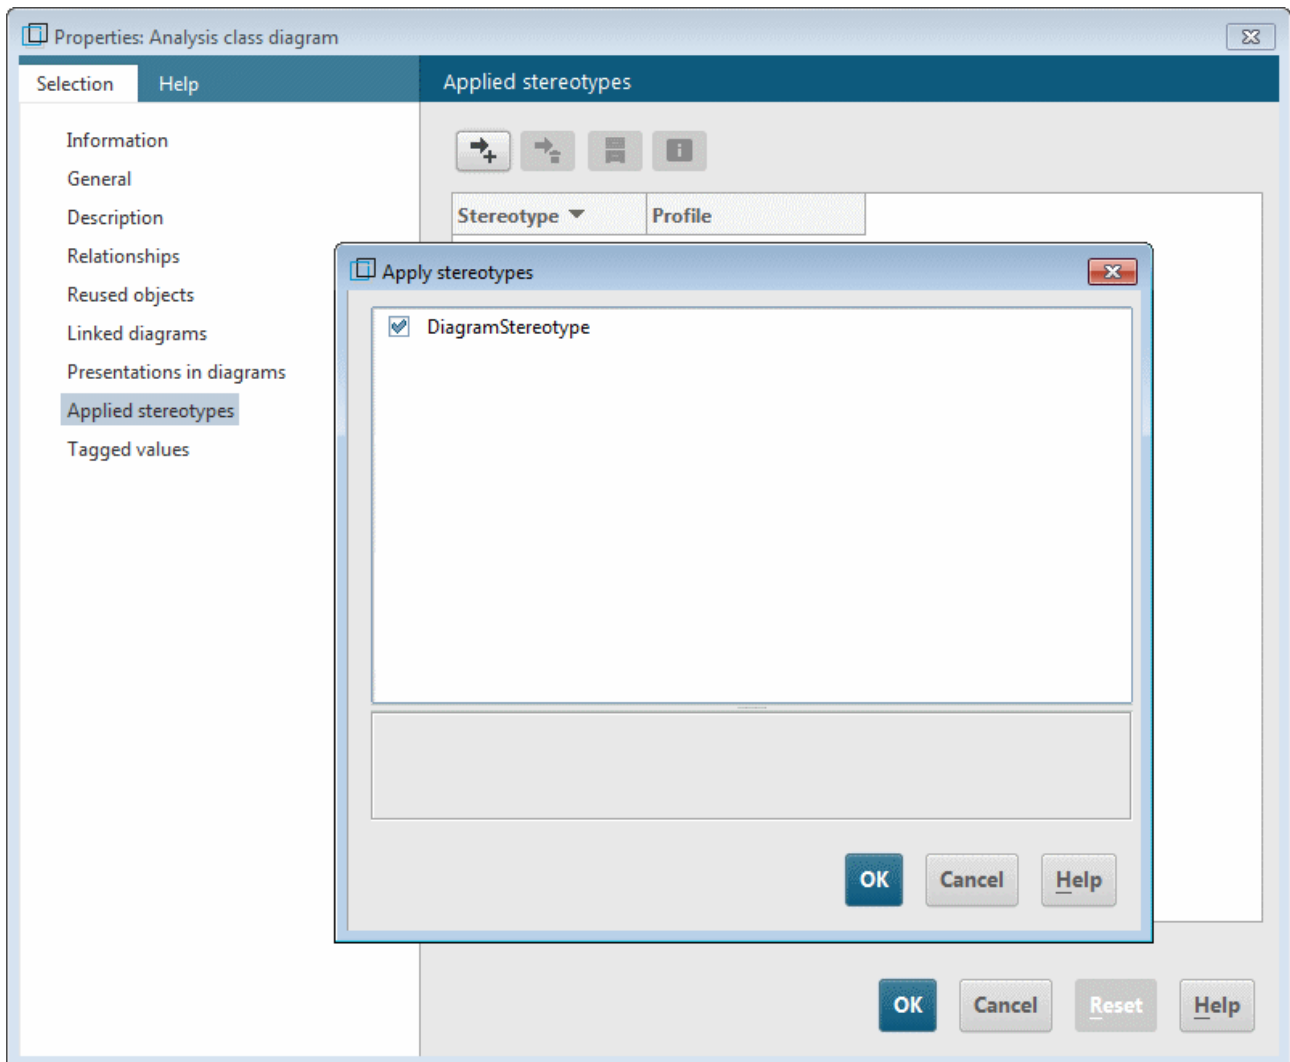 Properties: Analysis class diagram
Selection Help
Applied stereotypes
Information
General
Description
Relationships
Reused objects
Linked diagrams
Presentations in diagrams
Applied stereotypes
Tagged values
Stereotype Profile
Apply stereotypes
DiagramStereotype
OK Cancel Help
OK Cancel Reset Help